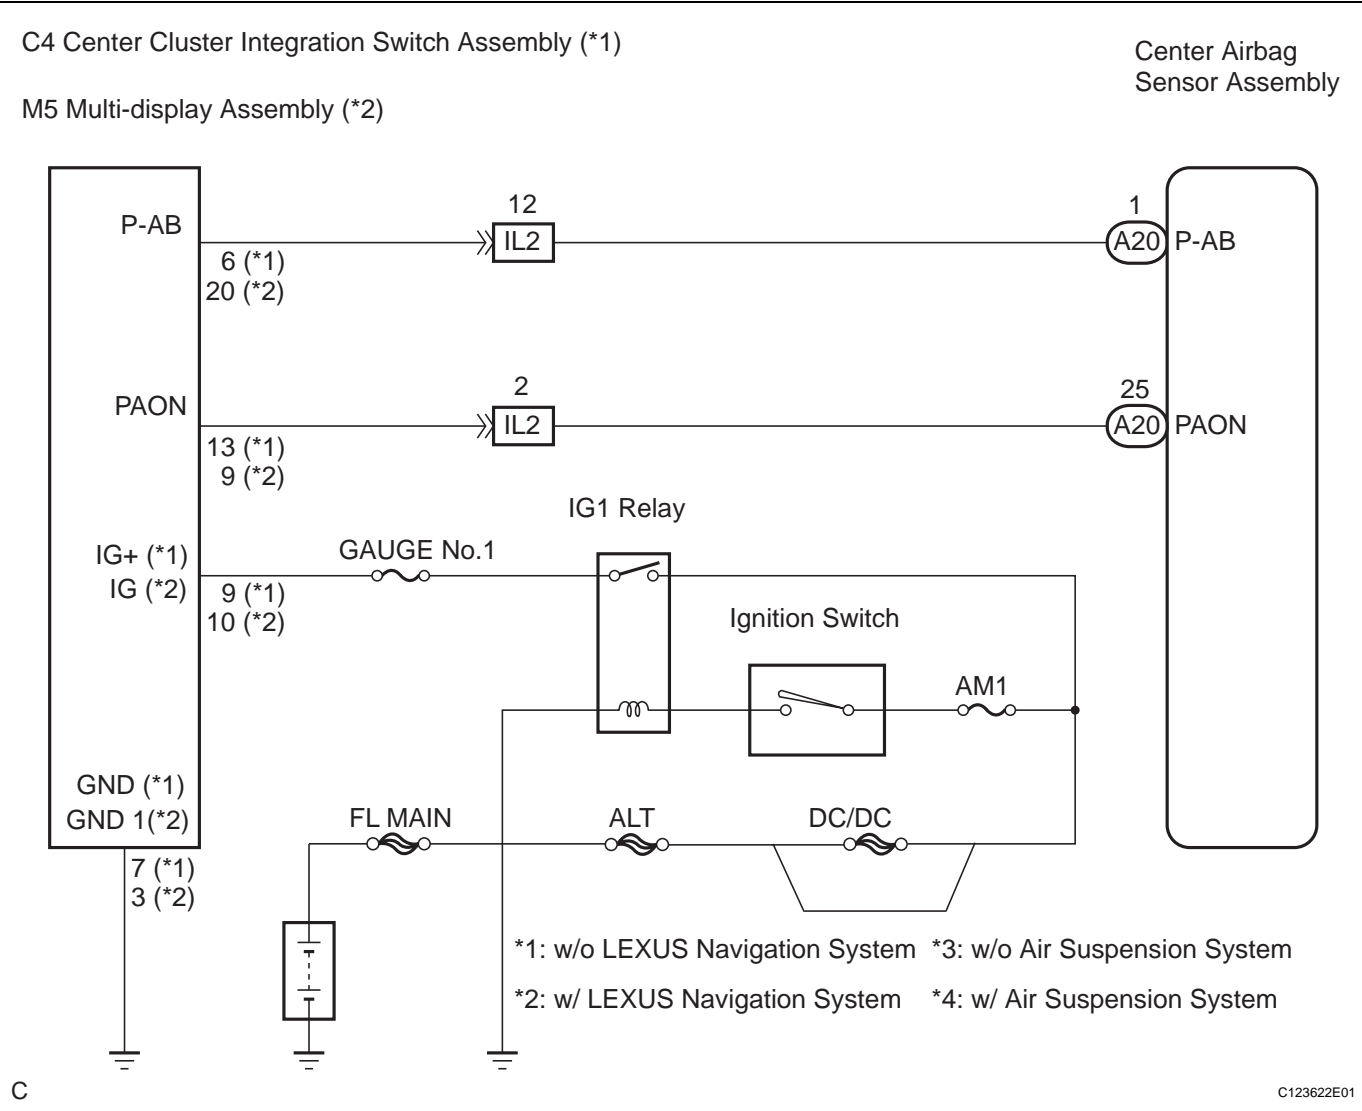 C4 Center Cluster Integration Switch Assembly (*1)
M5 Multi-display Assembly (*2)
Center Airbag
Sensor Assembly
P-AB
6 (*1)
20 (*2)
12
IL2
1
A20
P-AB
PAON
13 (*1)
9 (*2)
2
IL2
25
A20
PAON
IG1 Relay
IG+ (*1)
IG (*2)
9 (*1)
10 (*2)
GAUGE No.1
Ignition Switch
AM1
GND (*1)
GND 1(*2)
7 (*1)
3 (*2)
FL MAIN
ALT
DC/DC
*1: w/o LEXUS Navigation System
*3: w/o Air Suspension System
*2: w/ LEXUS Navigation System
*4: w/ Air Suspension System
C
C123622E01